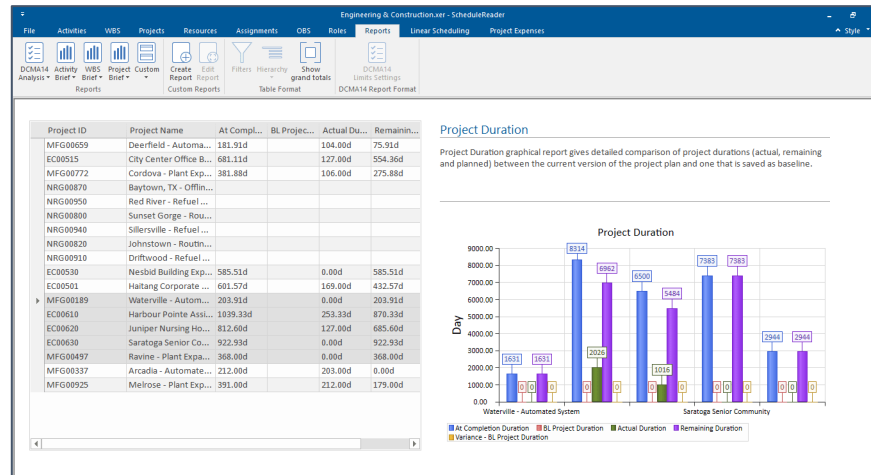 Engineering & Construction.xer - ScheduleReader
File Activities WBS Projects Resources Assignments OBS Roles Reports Linear Scheduling Project Expenses Style
DCMA14 Analysis Activity Brief WBS Brief Project Brief Custom Create Report Edit Report Filters Hierarchy Show grand totals DCMA14 Limits Settings
Reports Custom Reports Table Format DCMA14 Report Format
Project ID Project Name At Compl... BL Projec... Actual Du... Remainin...
MFG00659 Deerfield - Automa... 181.91d 104.00d 75.91d
EC00515 City Center Office B... 681.11d 127.00d 554.36d
MFG00772 Cordova - Plant Exp... 381.88d 106.00d 275.88d
NRG00870 Baytown, TX - Offlin...
NRG00950 Red River - Refuel ...
NRG00800 Sunset Gorge - Rou...
NRG00940 Sillersville - Refuel ...
NRG00820 Johnstown - Routin...
NRG00910 Driftwood - Refuel ...
EC00530 Nesbid Building Exp... 585.51d 0.00d 585.51d
EC00501 Haitang Corporate ... 601.57d 169.00d 432.57d
MFG00189 Waterville - Autom... 203.91d 0.00d 203.91d
EC00610 Harbour Pointe Assi... 1039.33d 253.33d 870.33d
EC00620 Juniper Nursing Ho... 812.60d 127.00d 685.60d
EC00630 Saratoga Senior Co... 922.93d 0.00d 922.93d
MFG00497 Ravine - Plant Expa... 368.00d 0.00d 368.00d
MFG00337 Arcadia - Automate... 212.00d 203.00d 0.00d
MFG00925 Melrose - Plant Exp... 391.00d 212.00d 179.00d
Project Duration
Project Duration graphical report gives detailed comparison of project durations (actual, remaining
and planned) between the current version of the project plan and one that is saved as baseline.
Project Duration
Day
9000.00
8000.00
7000.00
6000.00
5000.00
4000.00
3000.00
2000.00
1000.00
0.00
1631 0 0 1631 0
8314 0 2026 6962 0
6500 0 1016 5484 0
7383 0 0 7383 0
2944 0 0 2944 0
Waterville - Automated System Saratoga Senior Community
At Completion Duration BL Project Duration Actual Duration Remaining Duration
Variance - BL Project Duration